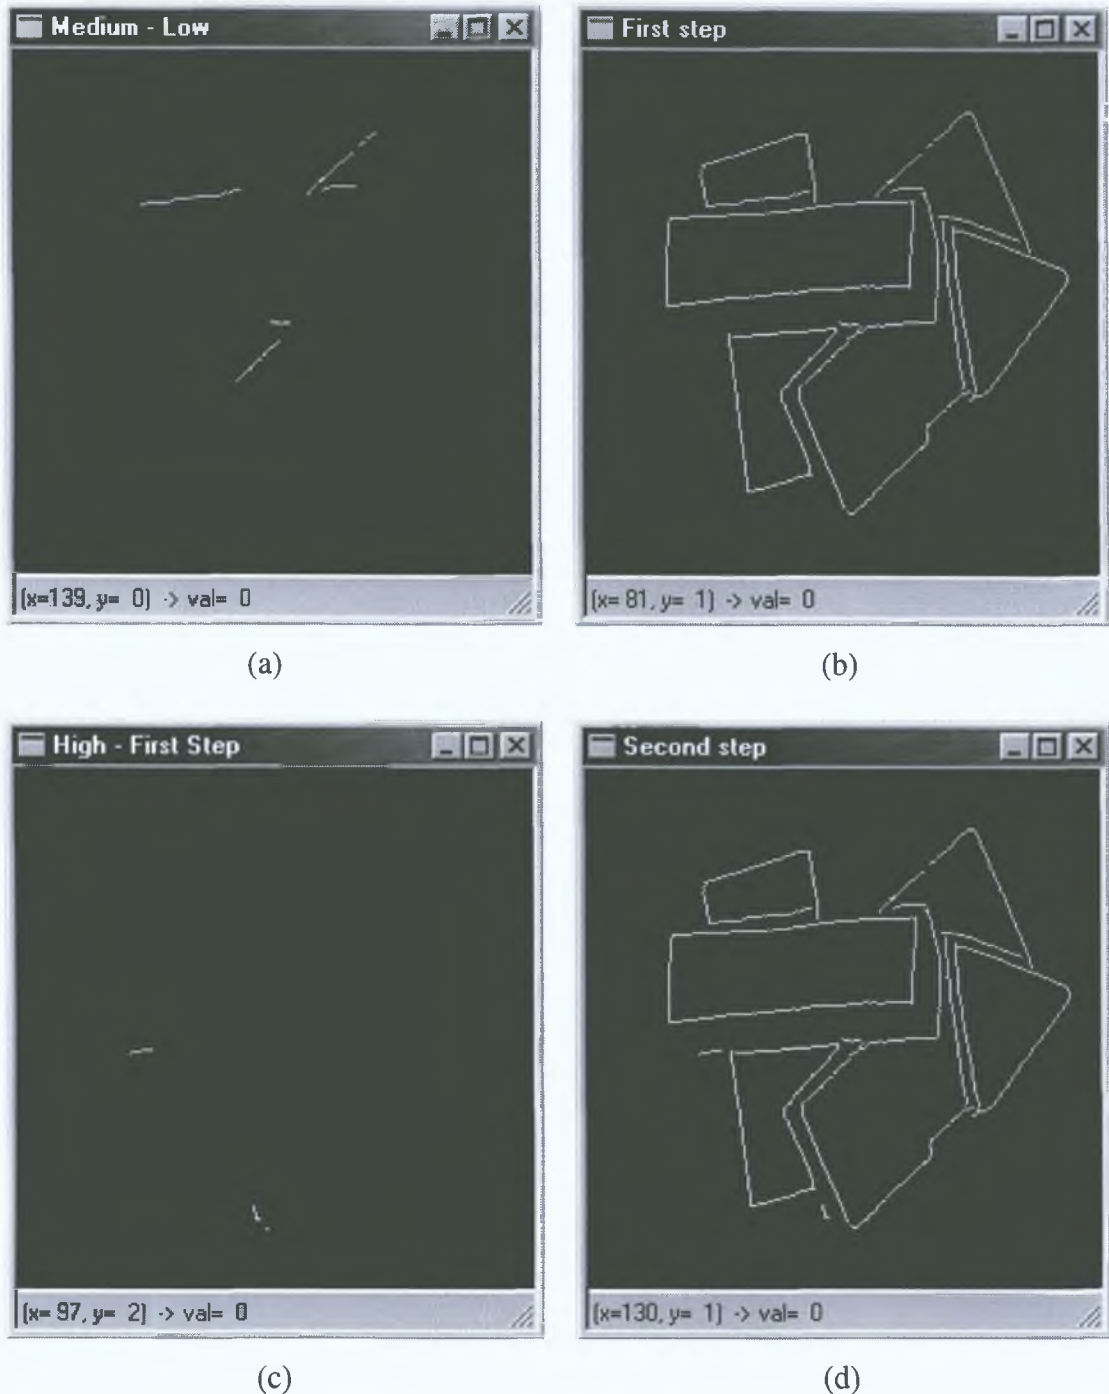 Medium - Low
First step
(x=139, y= 0) -> val= 0
(x= 81, y= 1) -> val= 0
(a)
(b)
High - First Step
Second step
(x= 97, y= 2) -> val= 0
(x=130, y= 1) -> val= 0
(c)
(d)